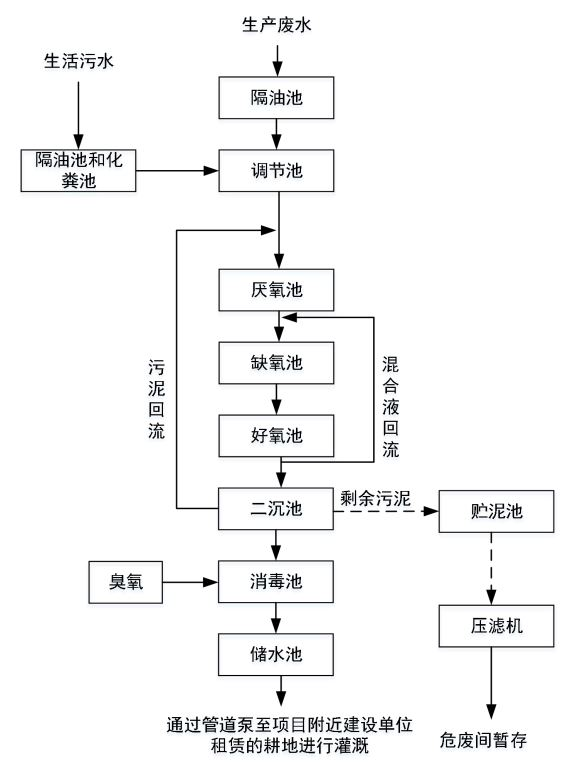 生产废水
生活污水
隔油池
隔油池和化
粪池
调节池
厌氧池
缺氧池
污泥回流
混合液回流
好氧池
二沉池
剩余污泥
贮泥池
臭氧
消毒池
压滤机
储水池
通过管道泵至项目附近建设单位
租赁的耕地进行灌溉
危废间暂存